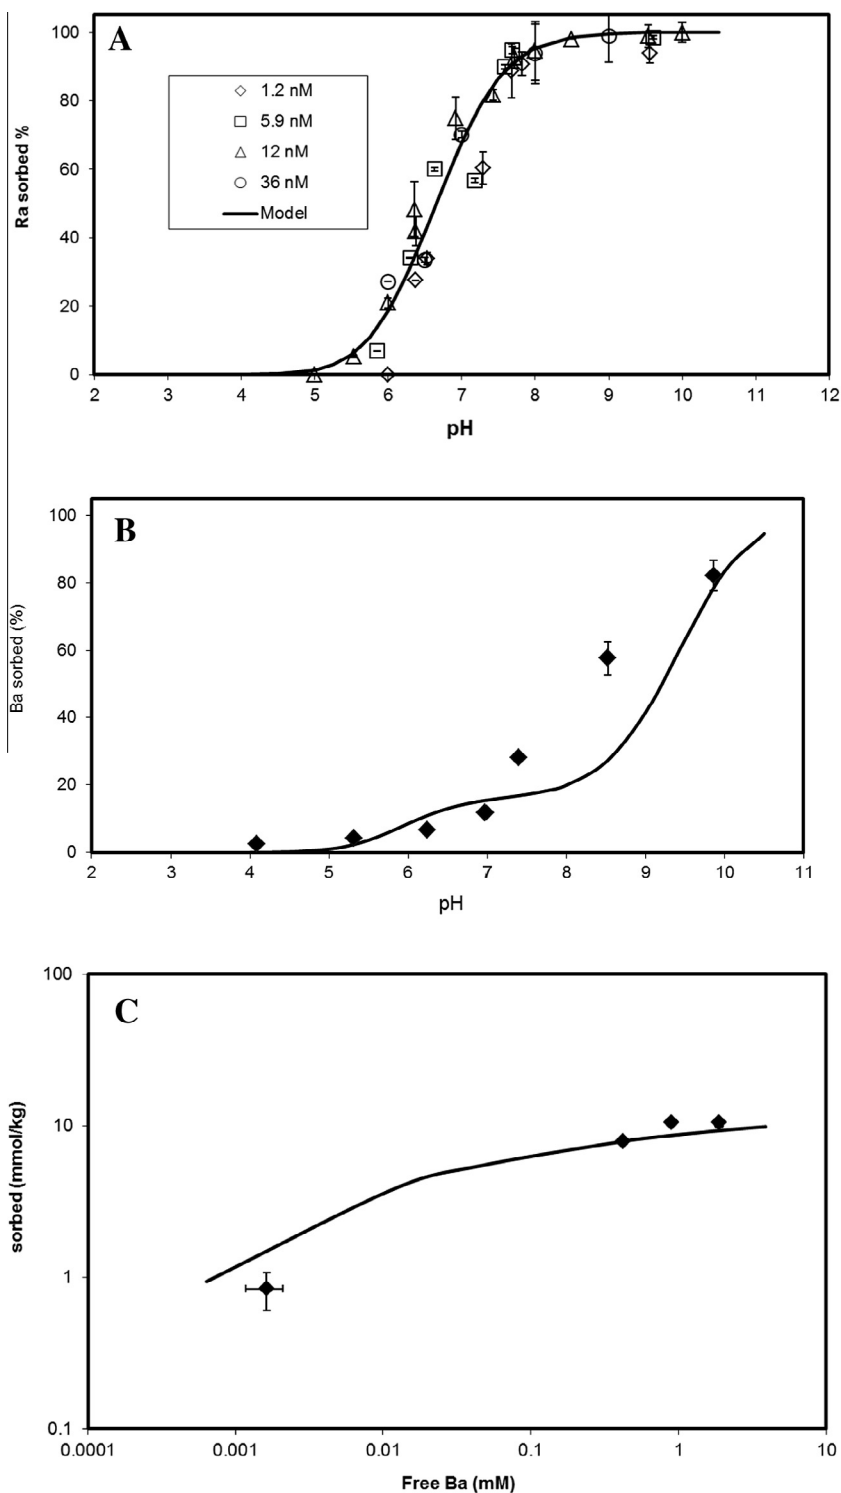 A
100
80
60
40
20
0
Ra sorbed %
1.2 nM
5.9 nM
12 nM
36 nM
Model
2 3 4 5 6 7 8 9 10 11 12
pH
B
100
80
60
40
20
0
Ba sorbed (%)
2 3 4 5 6 7 8 9 10 11
pH
C
100
10
1
0.1
sorbed (mmol/kg)
0.0001 0.001 0.01 0.1 1 10
Free Ba (mM)